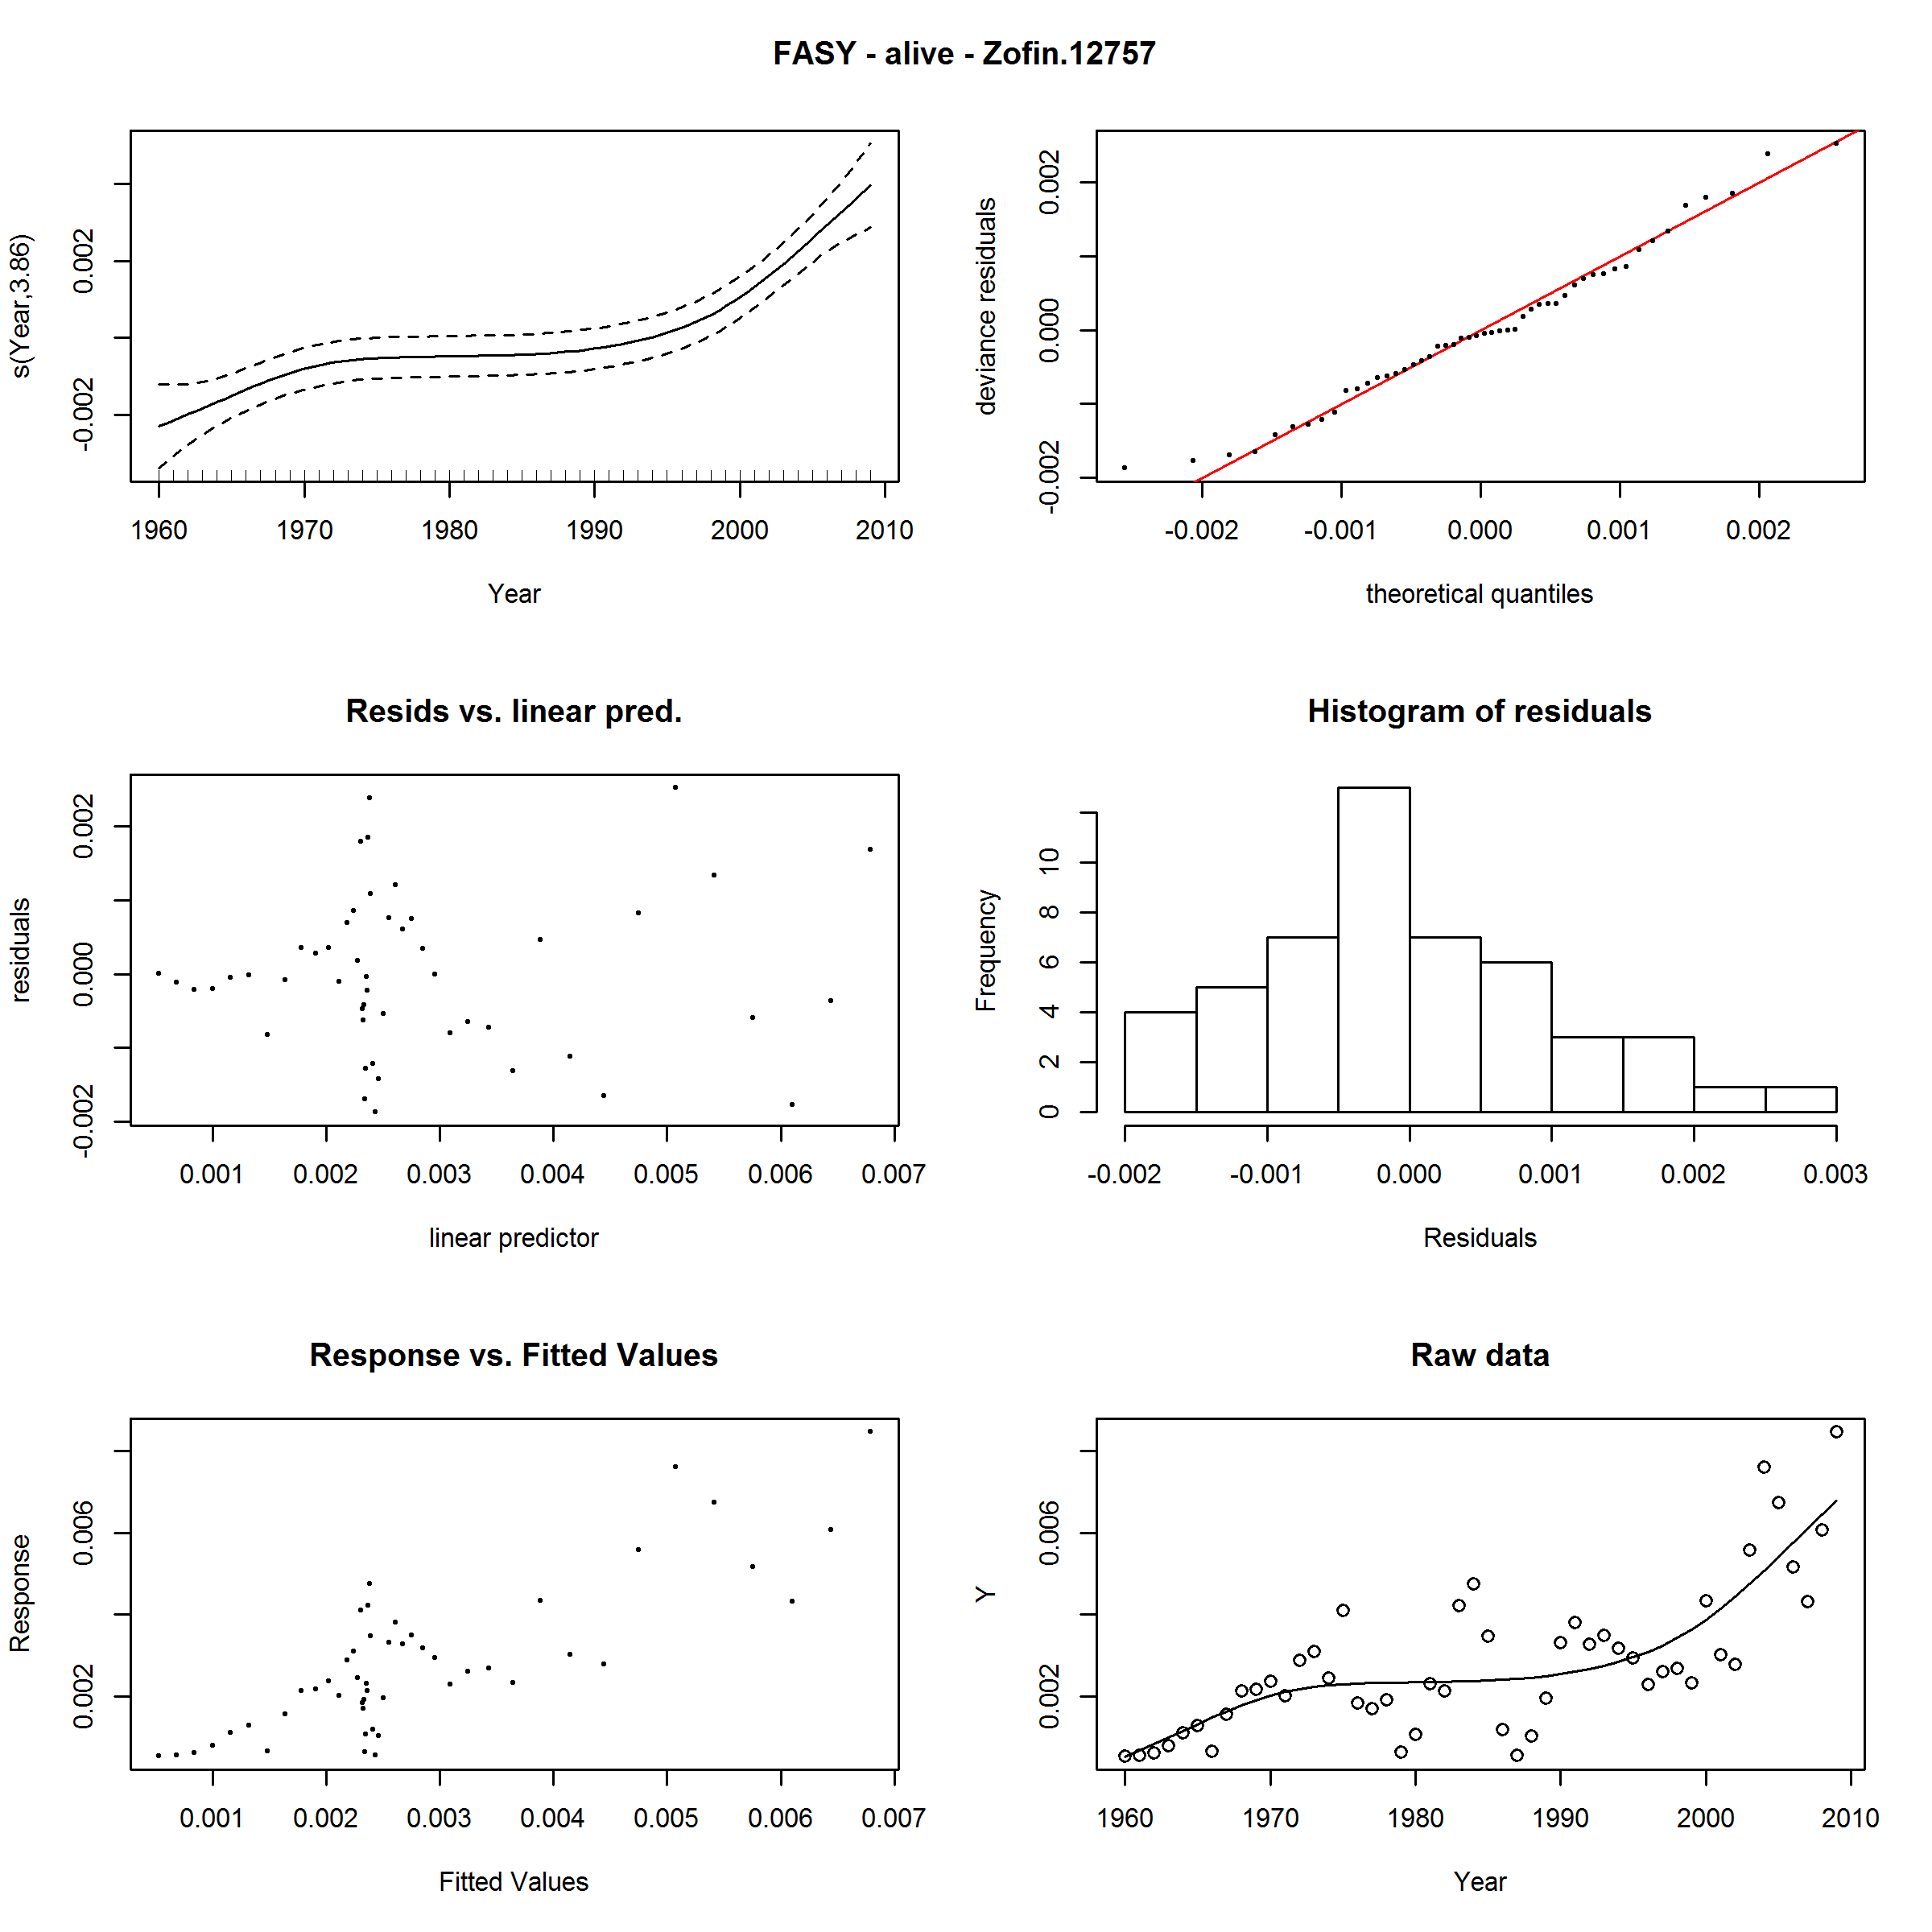 FASY - alive - Zofin.12757
s(Year,3.86)
-0.002 0.002
1960 1970 1980 1990 2000 2010
Year
deviance residuals
-0.002 0.000 0.002
-0.002 -0.001 0.000 0.001 0.002
theoretical quantiles
Resids vs. linear pred.
residuals
-0.002 0.000 0.002
0.001 0.002 0.003 0.004 0.005 0.006 0.007
linear predictor
Histogram of residuals
Frequency
0 2 4 6 8 10
-0.002 -0.001 0.000 0.001 0.002 0.003
Residuals
Response vs. Fitted Values
Response
0.002 0.006
0.001 0.002 0.003 0.004 0.005 0.006 0.007
Fitted Values
Raw data
Y
0.002 0.006
1960 1970 1980 1990 2000 2010
Year